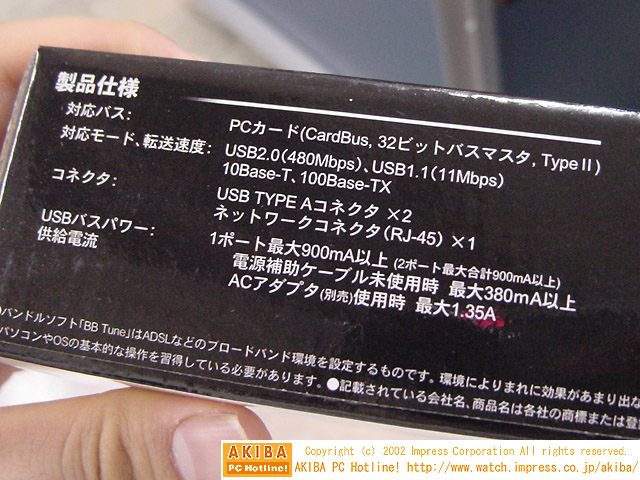 製品仕様
対応バス: PCカード(CardBus, 32ビットバスマスタ, TypeⅡ)
対応モード、転送速度: USB2.0(480Mbps)、USB1.1(11Mbps)
10Base-T、100Base-TX
コネクタ: USB TYPE Aコネクタ ×2
ネットワークコネクタ(RJ-45) ×1
USBバスパワー: 1ポート最大900mA以上 (2ポート最大合計900mA以上)
供給電流 電源補助ケーブル未使用時 最大380mA以上
ACアダプタ(別売)使用時 最大1.35A
バンドルソフト「BB Tune」はADSLなどのブロードバンド環境を設定するものです。環境によりまれに効果があまり出な
パソコンやOSの基本的な操作を習得している必要があります。●記載されている会社名、商品名は各社の商標または登
AKIBA PC Hotline!
Copyright (c) 2002 Impress Corporation All rights reserved.
AKIBA PC Hotline! http://www.watch.impress.co.jp/akiba/